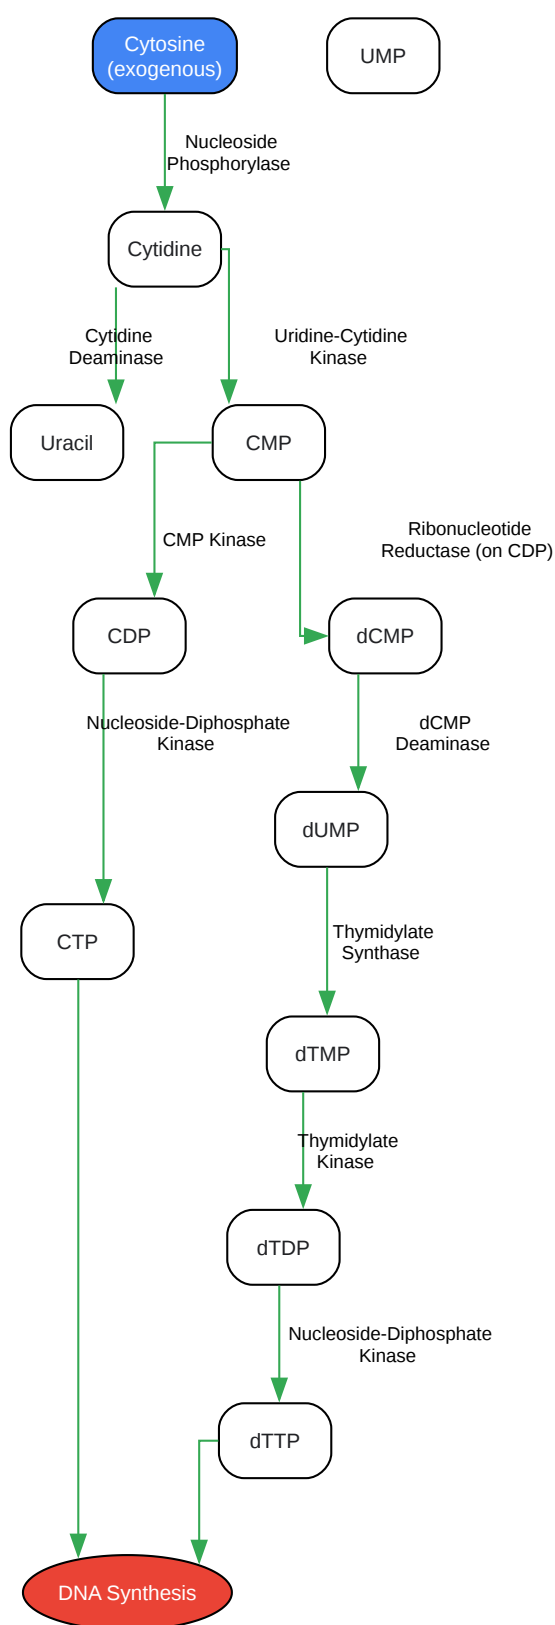 Cytosine
(exogenous)
UMP
Nucleoside
Phosphorylase
Cytidine
Cytidine
Deaminase
Uridine-Cytidine
Kinase
Uracil
CMP
CMP Kinase
Ribonucleotide
Reductase (on CDP)
CDP
dCMP
Nucleoside-Diphosphate
Kinase
dCMP
Deaminase
dUMP
CTP
Thymidylate
Synthase
dTMP
Thymidylate
Kinase
dTDP
Nucleoside-Diphosphate
Kinase
dTTP
DNA Synthesis